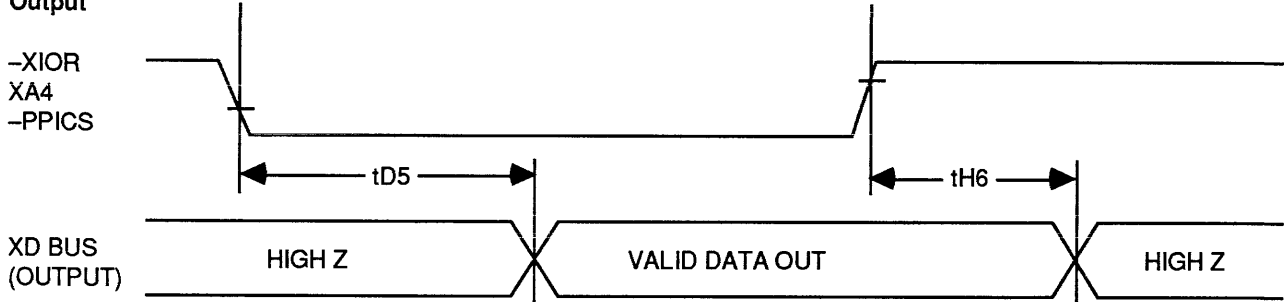 Output
–XIOR
XA4
–PPICS
tD5
tH6
XD BUS
(OUTPUT)
HIGH Z
VALID DATA OUT
HIGH Z